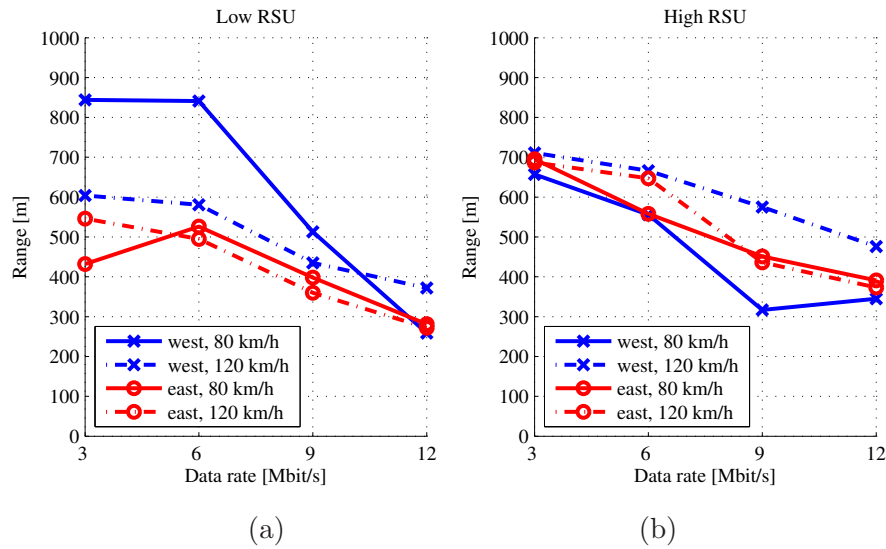 Low RSU
1000
900
800
700
600
500
400
300
200
100
0
Range [m]
3
6
9
12
Data rate [Mbit/s]
west, 80 km/h
west, 120 km/h
east, 80 km/h
east, 120 km/h
(a)
High RSU
1000
900
800
700
600
500
400
300
200
100
0
Range [m]
3
6
9
12
Data rate [Mbit/s]
west, 80 km/h
west, 120 km/h
east, 80 km/h
east, 120 km/h
(b)